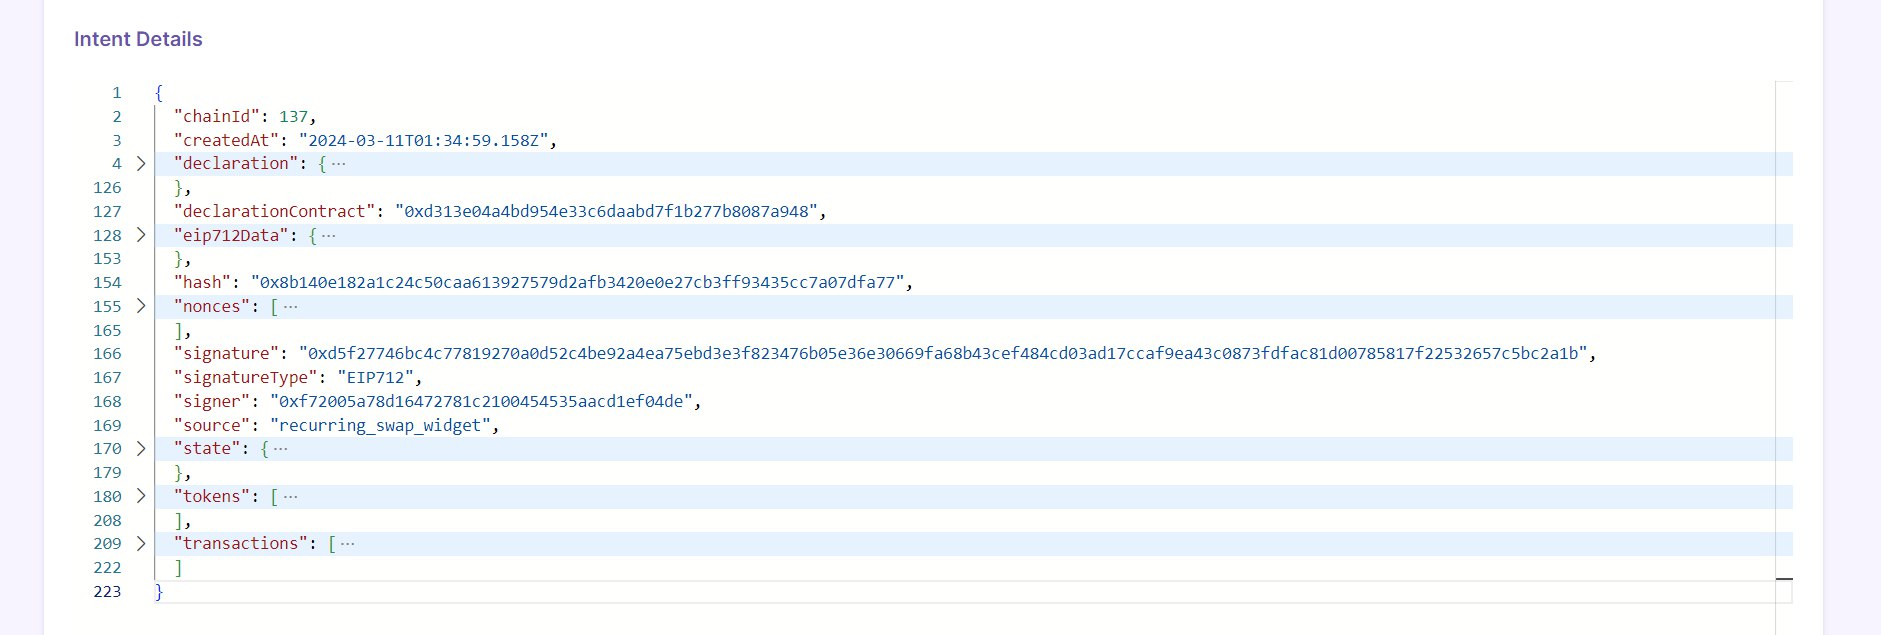 Intent Details
1 {
2 "chainId": 137,
3 "createdAt": "2024-03-11T01:34:59.158Z",
4 "declaration": { ···
126 },
127 "declarationContract": "0xd313e04a4bd954e33c6daabd7f1b277b8087a948",
128 "eip712Data": { ···
153 },
154 "hash": "0x8b140e182a1c24c50caa613927579d2afb3420e0e27cb3ff93435cc7a07dfa77",
155 "nonces": [ ···
165 ],
166 "signature": "0xd5f27746bc4c77819270a0d52c4be92a4ea75ebd3e3f823476b05e36e30669fa68b43cef484cd03ad17ccaf9ea43c0873fdfac81d00785817f22532657c5bc2a1b",
167 "signatureType": "EIP712",
168 "signer": "0xf72005a78d16472781c2100454535aacd1ef04de",
169 "source": "recurring_swap_widget",
170 "state": { ···
179 },
180 "tokens": [ ···
208 ],
209 "transactions": [ ···
222 ]
223 }